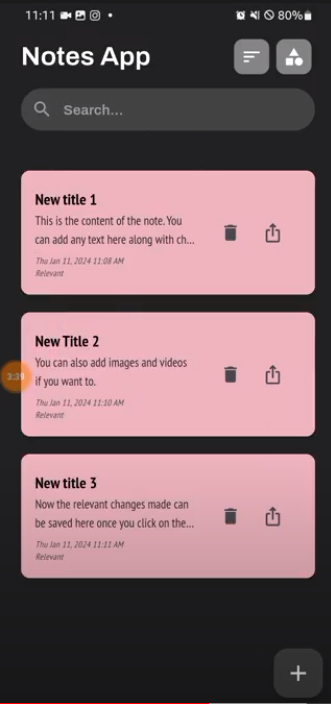 11:11 80%
Notes App
Search...
New title 1
This is the content of the note. You
can add any text here along with ch...
Thu Jan 11, 2024 11:08 AM
Relevant
New Title 2
You can also add images and videos
if you want to.
3:39
Thu Jan 11, 2024 11:10 AM
Relevant
New title 3
Now the relevant changes made can
be saved here once you click on the...
Thu Jan 11, 2024 11:11 AM
Relevant